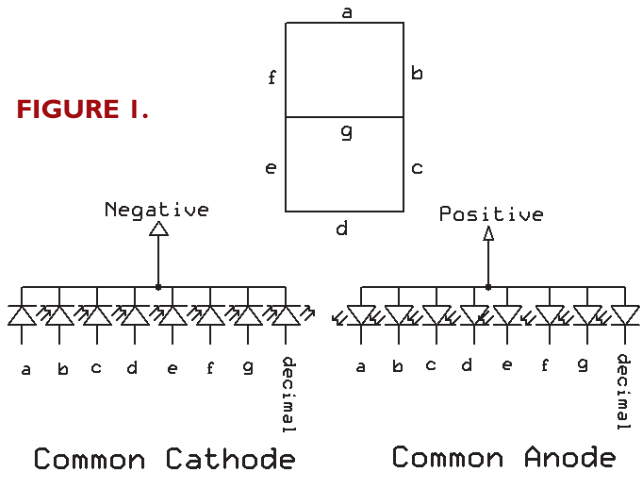 a
f
b
FIGURE 1.
g
e
c
d
Negative
Positive
a b c d e f g decimal
a b c d e f g decimal
Common Cathode
Common Anode